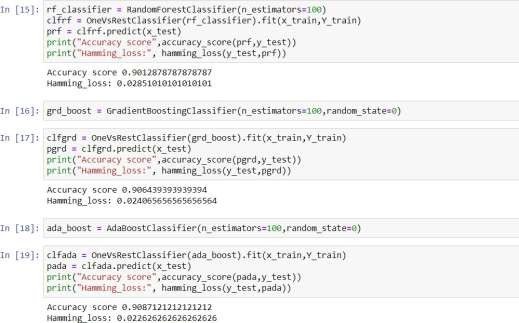 In [15]: rf_classifier = RandomForestClassifier(n_estimators=100)
clfrf = OneVsRestClassifier(rf_classifier).fit(x_train,Y_train)
prf = clfrf.predict(x_test)
print("Accuracy score",accuracy_score(prf,y_test))
print("Hamming_loss:", hamming_loss(y_test,prf))
Accuracy score 0.9012878787878787
Hamming_loss: 0.02851010101010101
In [16]: grd_boost = GradientBoostingClassifier(n_estimators=100,random_state=0)
In [17]: clfgrd = OneVsRestClassifier(grd_boost).fit(x_train,Y_train)
pgrd = clfgrd.predict(x_test)
print("Accuracy score",accuracy_score(pgrd,y_test))
print("Hamming_loss:", hamming_loss(y_test,pgrd))
Accuracy score 0.906439393939394
Hamming_loss: 0.024065656565656564
In [18]: ada_boost = AdaBoostClassifier(n_estimators=100,random_state=0)
In [19]: clfada = OneVsRestClassifier(ada_boost).fit(x_train,Y_train)
pada = clfada.predict(x_test)
print("Accuracy score",accuracy_score(pada,y_test))
print("Hamming_loss:", hamming_loss(y_test,pada))
Accuracy score 0.9087121212121212
Hamming_loss: 0.022626262626262626